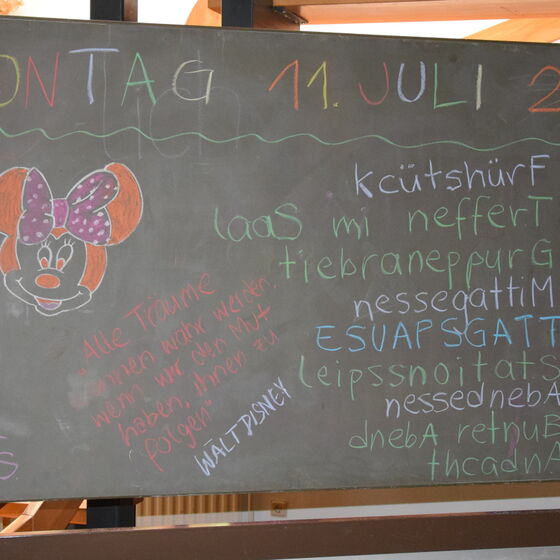 ONTAG 11. JULI 2
kcütshürF
laaS mi nefferT
tiebraneppurG
nessegattiM
ESUAPSGATT
leipssnoitatS
nessednebA
dnebA retnuB
thcadnA
"Alle Träume
können wahr werden,
wenn wir den Mut
haben, ihnen zu
folgen"
WALT DISNEY
S.